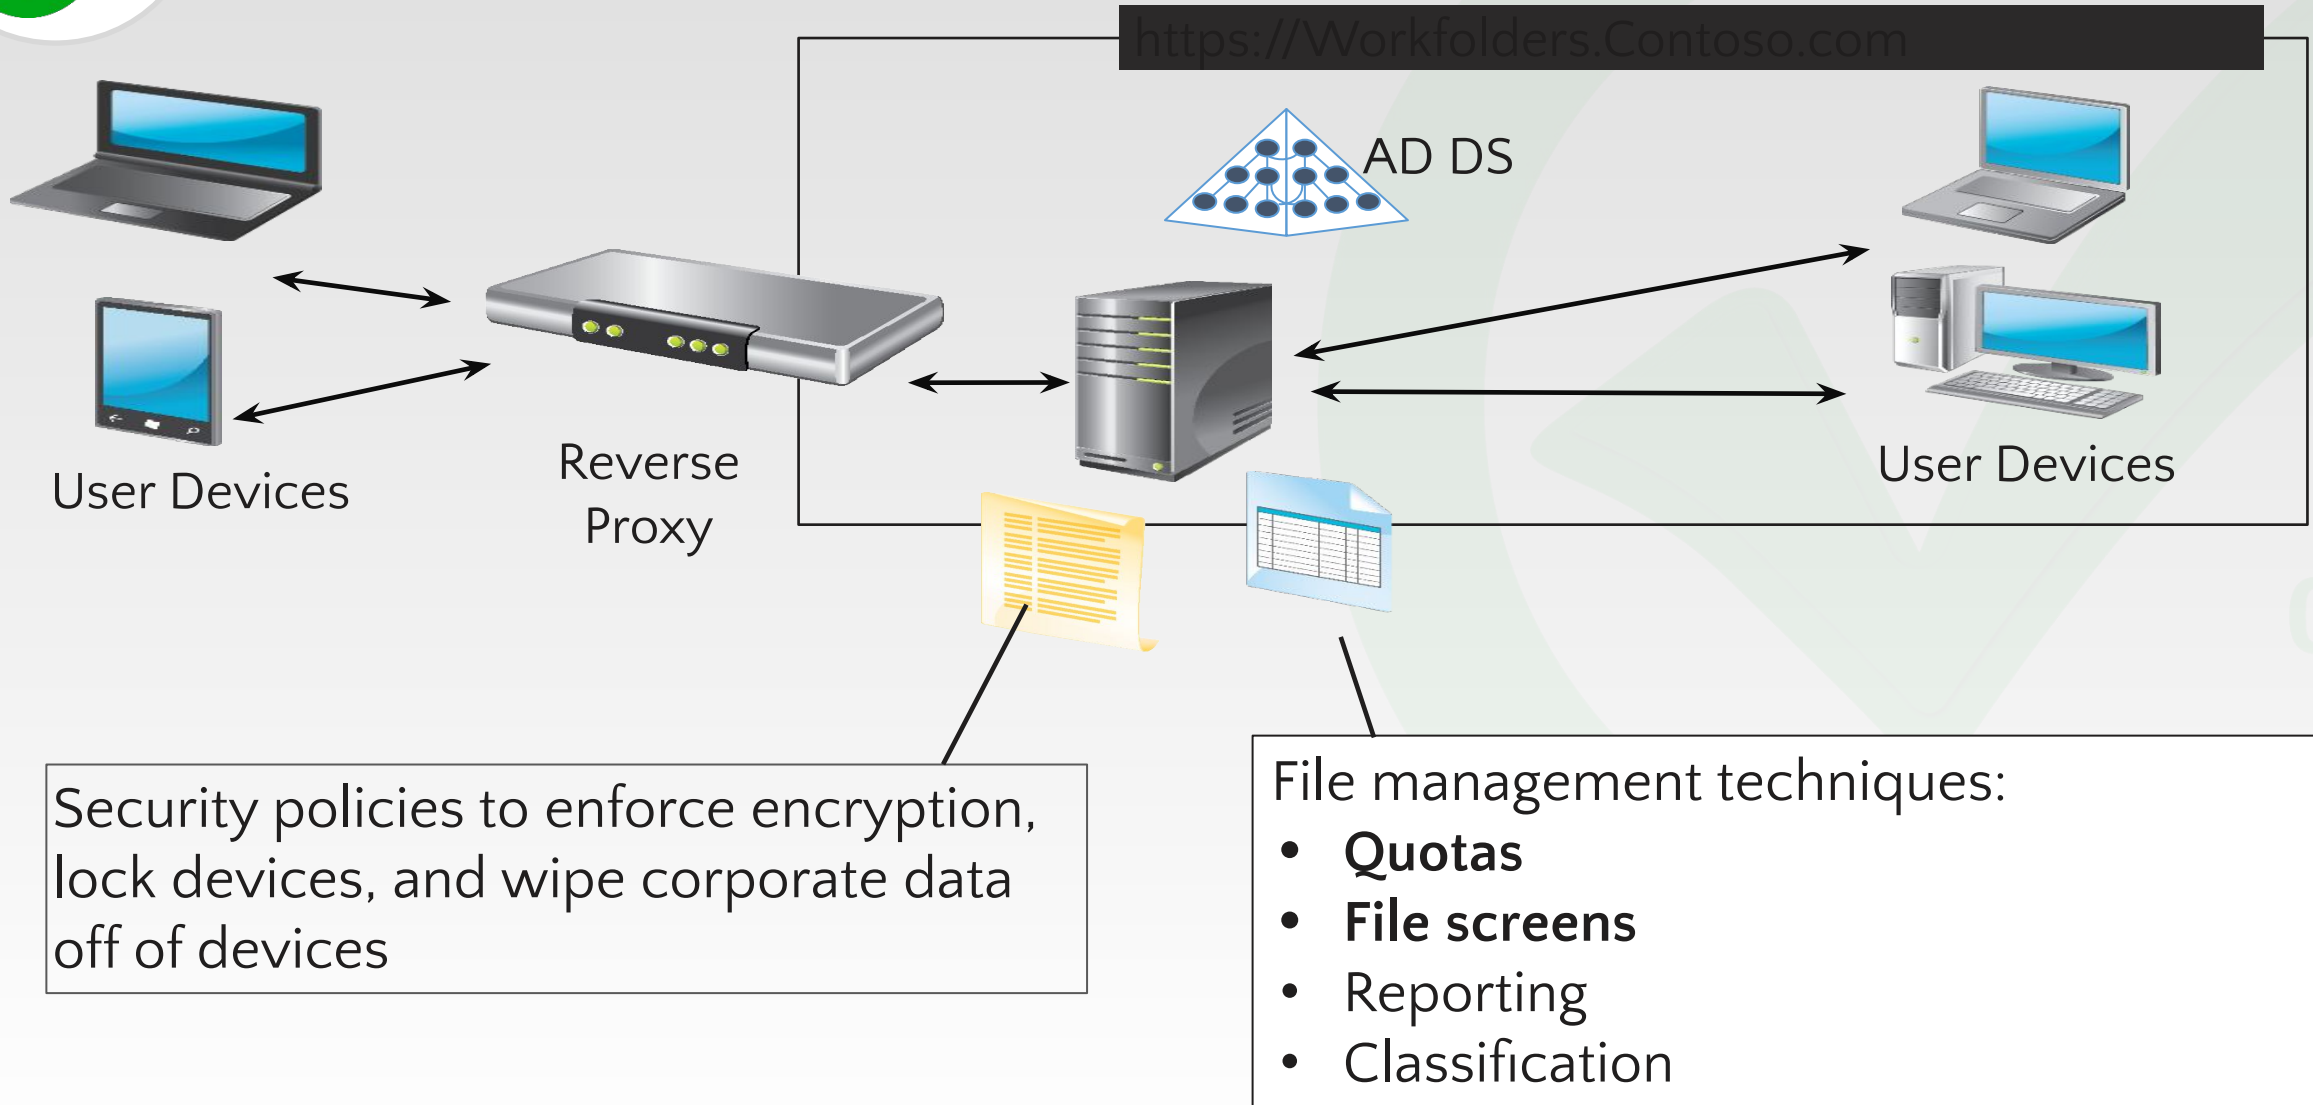 https://Workfolders.Contoso.com
AD DS
User Devices
Reverse
Proxy
User Devices
Security policies to enforce encryption,
lock devices, and wipe corporate data
off of devices
File management techniques:
• Quotas
• File screens
• Reporting
• Classification